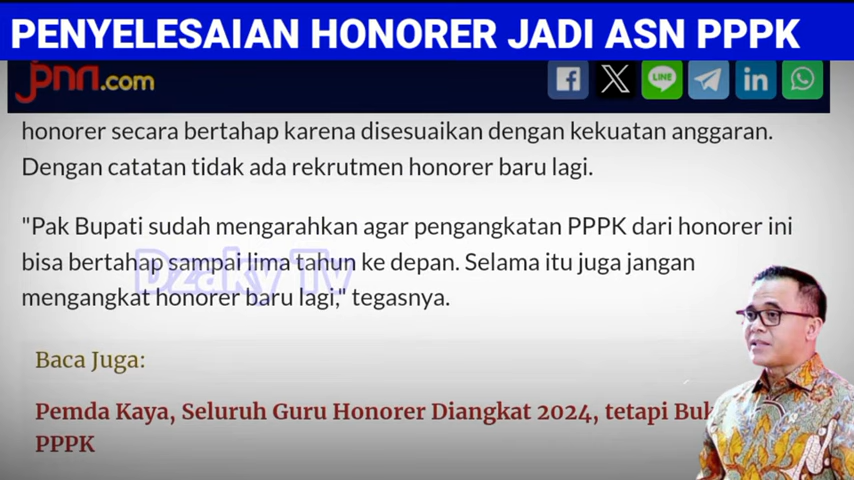 PENYELESAIAN HONORER JADI ASN PPPK
jpnn.com
LINE
honorer secara bertahap karena disesuaikan dengan kekuatan anggaran.
Dengan catatan tidak ada rekrutmen honorer baru lagi.
"Pak Bupati sudah mengarahkan agar pengangkatan PPPK dari honorer ini
bisa bertahap sampai lima tahun ke depan. Selama itu juga jangan
Dzaky Tv
mengangkat honorer baru lagi," tegasnya.
Baca Juga:
Pemda Kaya, Seluruh Guru Honorer Diangkat 2024, tetapi
PPPK